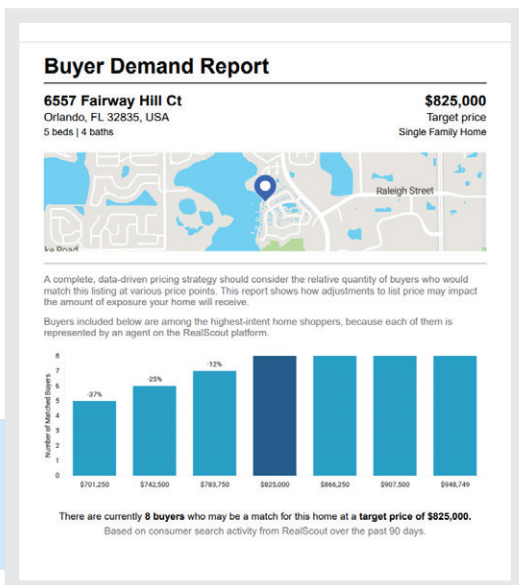 Buyer Demand Report
6557 Fairway Hill Ct
Orlando, FL 32835, USA
5 beds | 4 baths
$825,000
Target price
Single Family Home
Raleigh Street
ke Road
A complete, data-driven pricing strategy should consider the relative quantity of buyers who would
match this listing at various price points. This report shows how adjustments to list price may impact
the amount of exposure your home will receive.
Buyers included below are among the highest-intent home shoppers, because each of them is
represented by an agent on the RealScout platform.
Number of Matched Buyers
8
7
6
5
4
3
2
1
0
-37%
-25%
-12%
$701,250
$742,500
$783,750
$825,000
$866,250
$907,500
$948,749
There are currently 8 buyers who may be a match for this home at a target price of $825,000.
Based on consumer search activity from RealScout over the past 90 days.